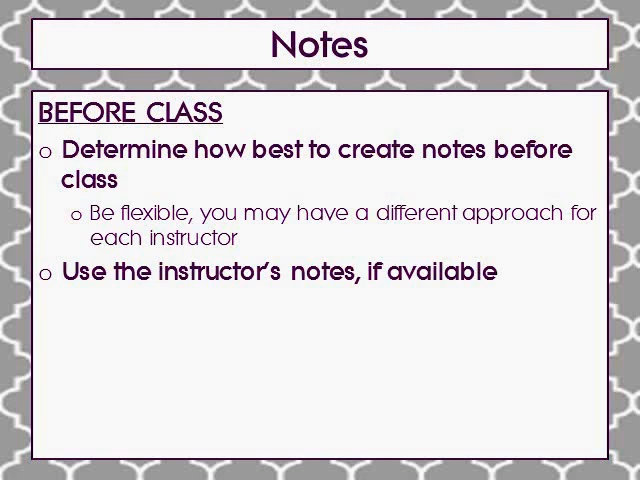 Notes
BEFORE CLASS
o Determine how best to create notes before
class
o Be flexible, you may have a different approach for
each instructor
o Use the instructor's notes, if available